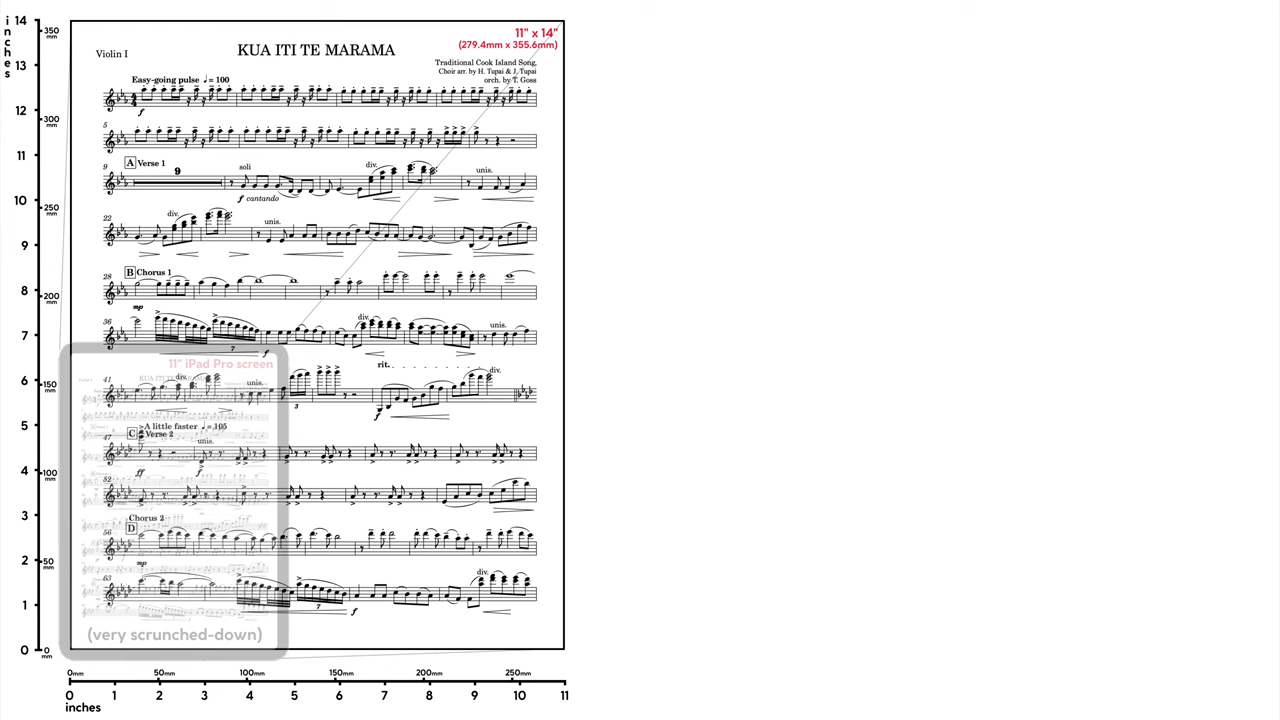 inches
14
13
12
11
10
9
8
7
6
5
4
3
2
1
0
350 mm
300 mm
250 mm
200 mm
150 mm
100 mm
50 mm
0 mm
11" x 14"
(279.4mm x 355.6mm)
Violin I
KUA ITI TE MARAMA
Traditional Cook Island Song,
Choir arr. by H. Tupai & J. Tupai
orch. by T. Goss
Easy-going pulse ♩= 100
f
5
9
A Verse 1
9
soli
div.
unis.
f cantando
22
div.
unis.
28
B Chorus 1
mp
36
div.
unis.
7
f
11" iPad Pro screen
41
div.
unis.
rit.
div.
3
f
47
C A little faster ♩= 105
Verse 2
unis.
ff
f
52
Chorus 2
56
D
mp
63
div.
7
f
(very scrunched-down)
0mm 50mm 100mm 150mm 200mm 250mm
0 1 2 3 4 5 6 7 8 9 10 11
inches